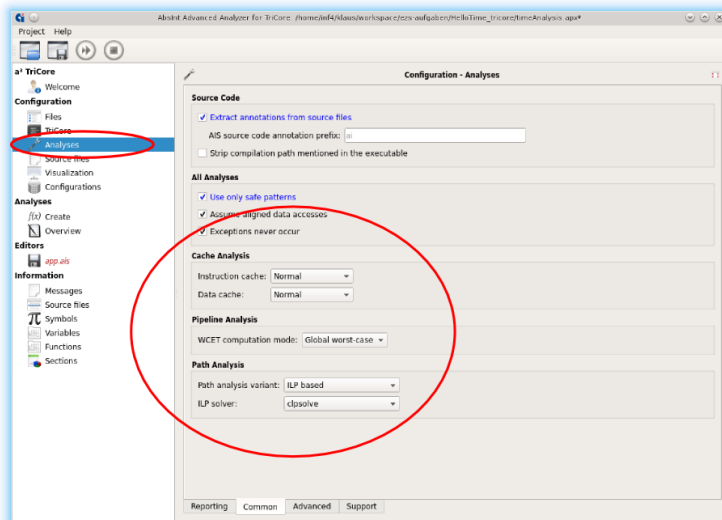 AbsInt Advanced Analyzer for TriCore: /home/inf4/klaus/workspace/ezs-aufgaben/HelloTime_tricore/timeAnalysis.apx*
Project Help
a³ TriCore
Welcome
Configuration
Files
TriCore
Analyses
Source files
Visualization
Configurations
Analyses
f(x) Create
Overview
Editors
app.ais
Information
Messages
Source files
Symbols
Variables
Functions
Sections
Configuration - Analyses
Source Code
Extract annotations from source files
AIS source code annotation prefix: ai
Strip compilation path mentioned in the executable
All Analyses
Use only safe patterns
Assume aligned data accesses
Exceptions never occur
Cache Analysis
Instruction cache: Normal
Data cache: Normal
Pipeline Analysis
WCET computation mode: Global worst-case
Path Analysis
Path analysis variant: ILP based
ILP solver: clpsolve
Reporting Common Advanced Support